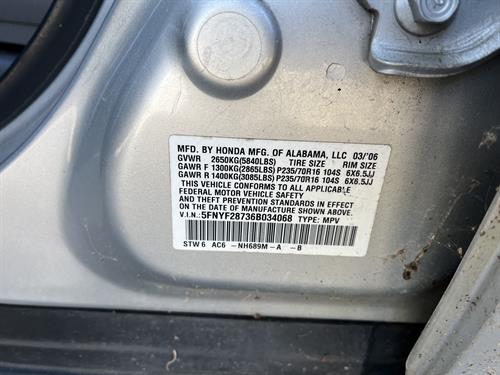 MFD. BY HONDA MFG. OF ALABAMA, LLC 03/'06
GVWR 2650KG(5840LBS) TIRE SIZE RIM SIZE
GAWR F 1300KG(2865LBS) P235/70R16 104S 6X6.5JJ
GAWR R 1400KG(3085LBS) P235/70R16 104S 6X6.5JJ
THIS VEHICLE CONFORMS TO ALL APPLICABLE
FEDERAL MOTOR VEHICLE SAFETY
STANDARDS IN EFFECT ON THE DATE OF
MANUFACTURE SHOWN ABOVE.
V.I.N.:5FNYF28736B034068 TYPE: MPV
STW6 AC6 -NH689M-A -B